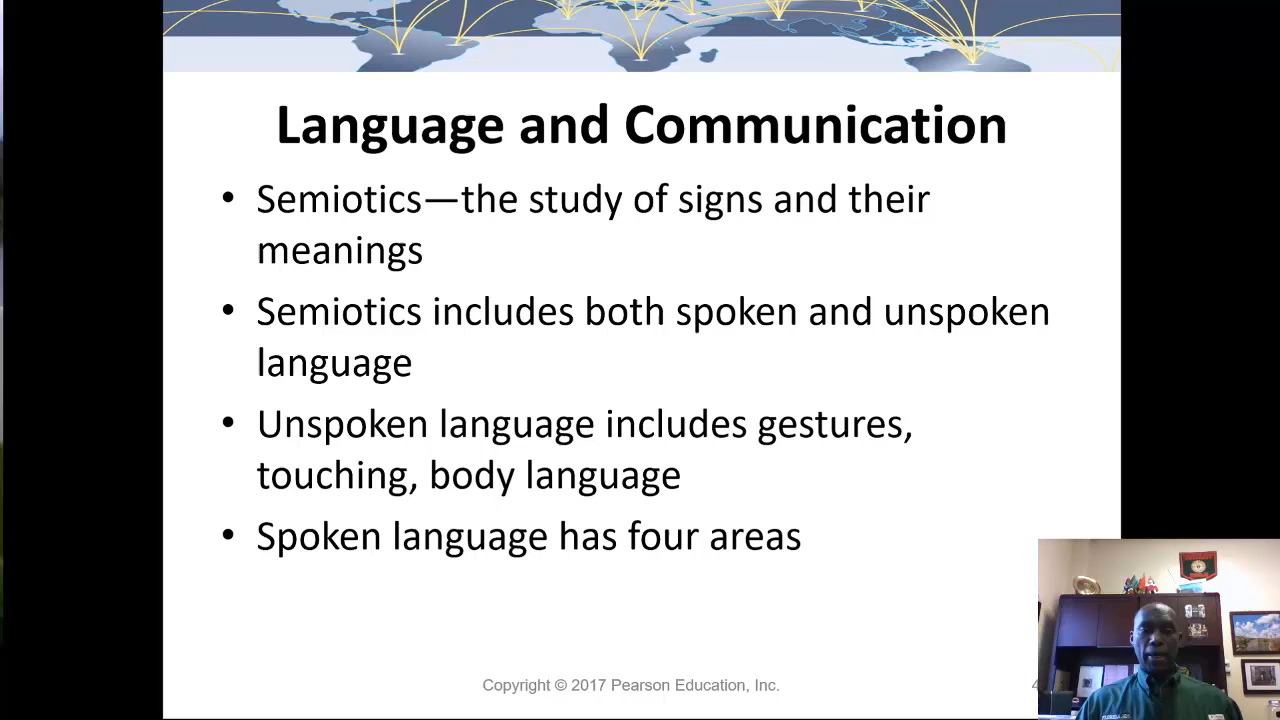 Language and Communication
• Semiotics—the study of signs and their
meanings
• Semiotics includes both spoken and unspoken
language
• Unspoken language includes gestures,
touching, body language
• Spoken language has four areas
Copyright © 2017 Pearson Education, Inc.